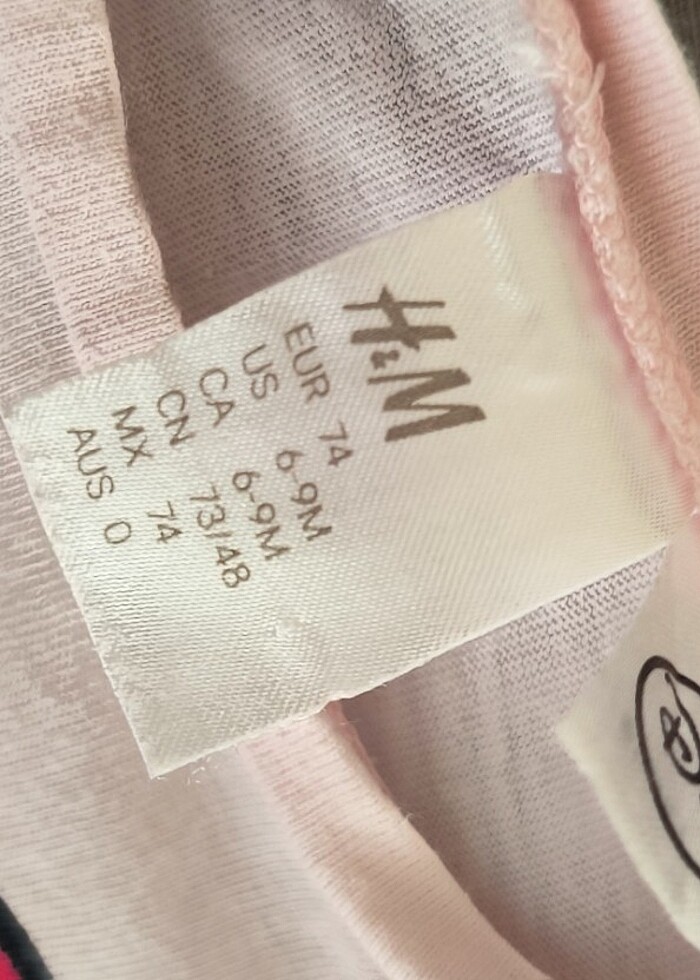 H&M
EUR 74
US 6-9M
CA 6-9M
CN 73/48
MX 74
AUS 0